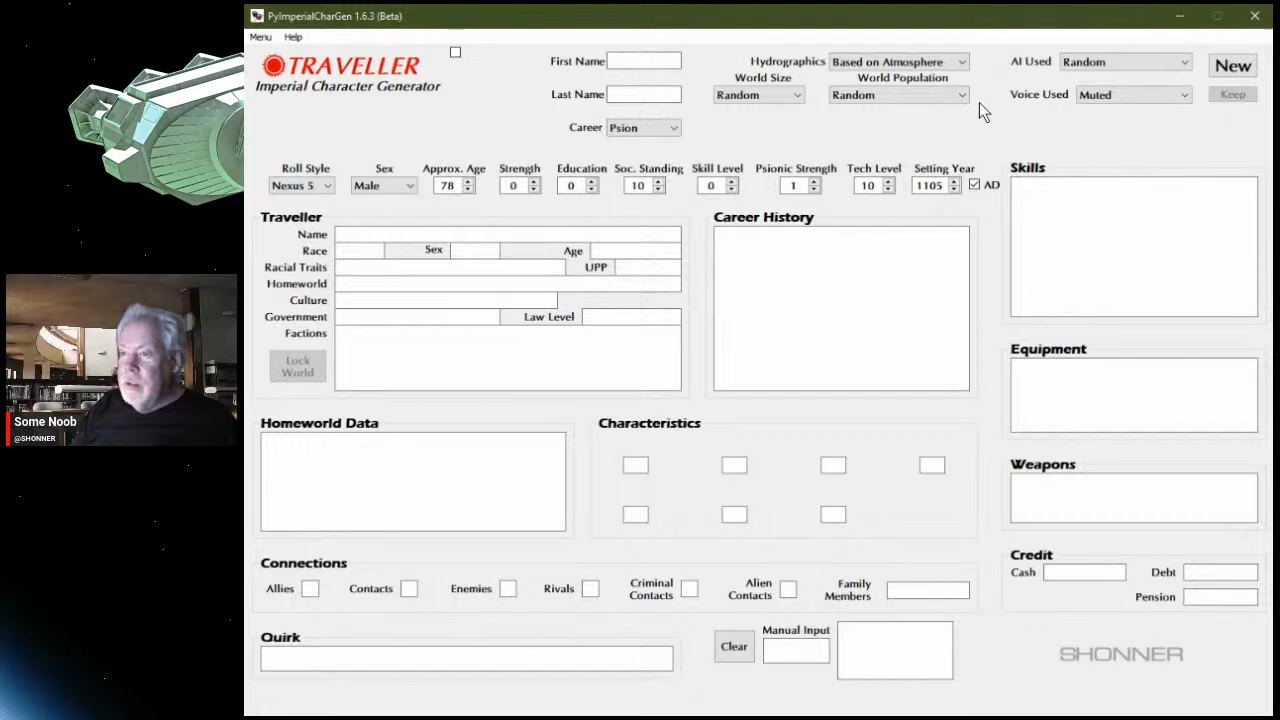 PyImperialCharGen 1.6.3 (Beta)
Menu Help
TRAVELLER
Imperial Character Generator
First Name
Last Name
Career Psion
Hydrographics Based on Atmosphere
World Size World Population
Random Random
AI Used Random
Voice Used Muted
New
Keep
Roll Style Sex Approx. Age Strength Education Soc. Standing Skill Level Psionic Strength Tech Level Setting Year
Nexus 5 Male 78 0 0 10 0 1 10 1105 AD
Skills
Traveller
Name
Race Sex Age
Racial Traits UPP
Homeworld
Culture
Government Law Level
Factions
Lock
World
Career History
Equipment
Homeworld Data
Characteristics
Weapons
Some Noob
@SHONNER
Connections
Allies Contacts Enemies Rivals Criminal
Contacts Alien
Contacts Family
Members
Credit
Cash Debt
Pension
Quirk
Clear
Manual Input
SHONNER